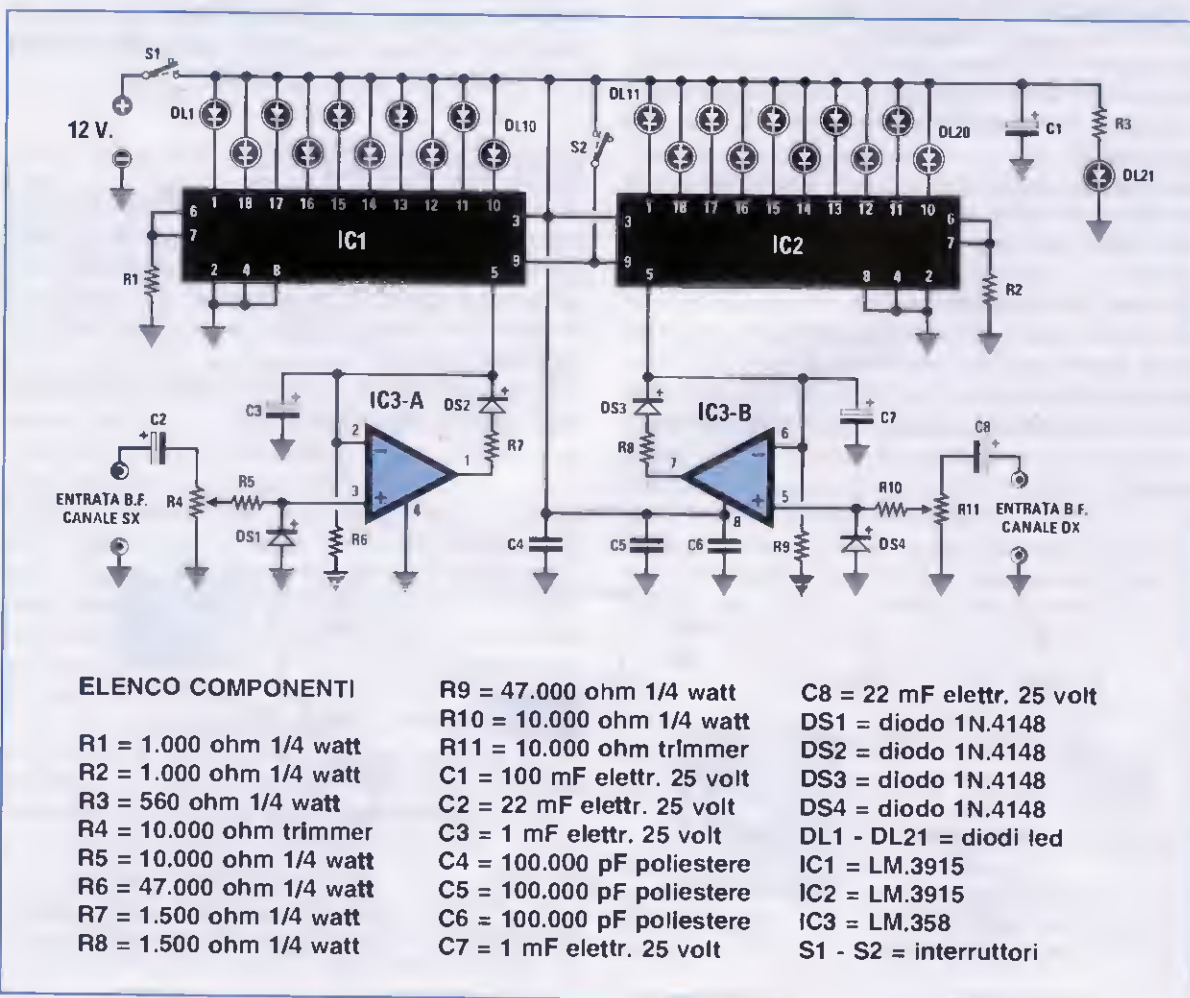 S1
12 V.
DL1
DL10
S2
DL11
DL20
C1
R3
DL21
1 18 17 16 15 14 13 12 11 10
6
7
IC1
3
9
2 4 8
5
R1
1 18 17 16 15 14 13 12 11 10
3
9
IC2
6
7
5
8 4 2
R2
C3
IC3-A
DS2
R7
2
3
1
4
C2
ENTRATA B.F.
CANALE SX
R4
R5
DS1
R6
DS3
R8
IC3-B
7
6
5
8
C7
C8
R10
R11
ENTRATA B.F.
CANALE DX
C4
C5
C6
R9
DS4
ELENCO COMPONENTI
R1 = 1.000 ohm 1/4 watt
R2 = 1.000 ohm 1/4 watt
R3 = 560 ohm 1/4 watt
R4 = 10.000 ohm trimmer
R5 = 10.000 ohm 1/4 watt
R6 = 47.000 ohm 1/4 watt
R7 = 1.500 ohm 1/4 watt
R8 = 1.500 ohm 1/4 watt
R9 = 47.000 ohm 1/4 watt
R10 = 10.000 ohm 1/4 watt
R11 = 10.000 ohm trimmer
C1 = 100 mF elettr. 25 volt
C2 = 22 mF elettr. 25 volt
C3 = 1 mF elettr. 25 volt
C4 = 100.000 pF poliestere
C5 = 100.000 pF poliestere
C6 = 100.000 pF poliestere
C7 = 1 mF elettr. 25 volt
C8 = 22 mF elettr. 25 volt
DS1 = diodo 1N.4148
DS2 = diodo 1N.4148
DS3 = diodo 1N.4148
DS4 = diodo 1N.4148
DL1 - DL21 = diodi led
IC1 = LM.3915
IC2 = LM.3915
IC3 = LM.358
S1 - S2 = interruttori